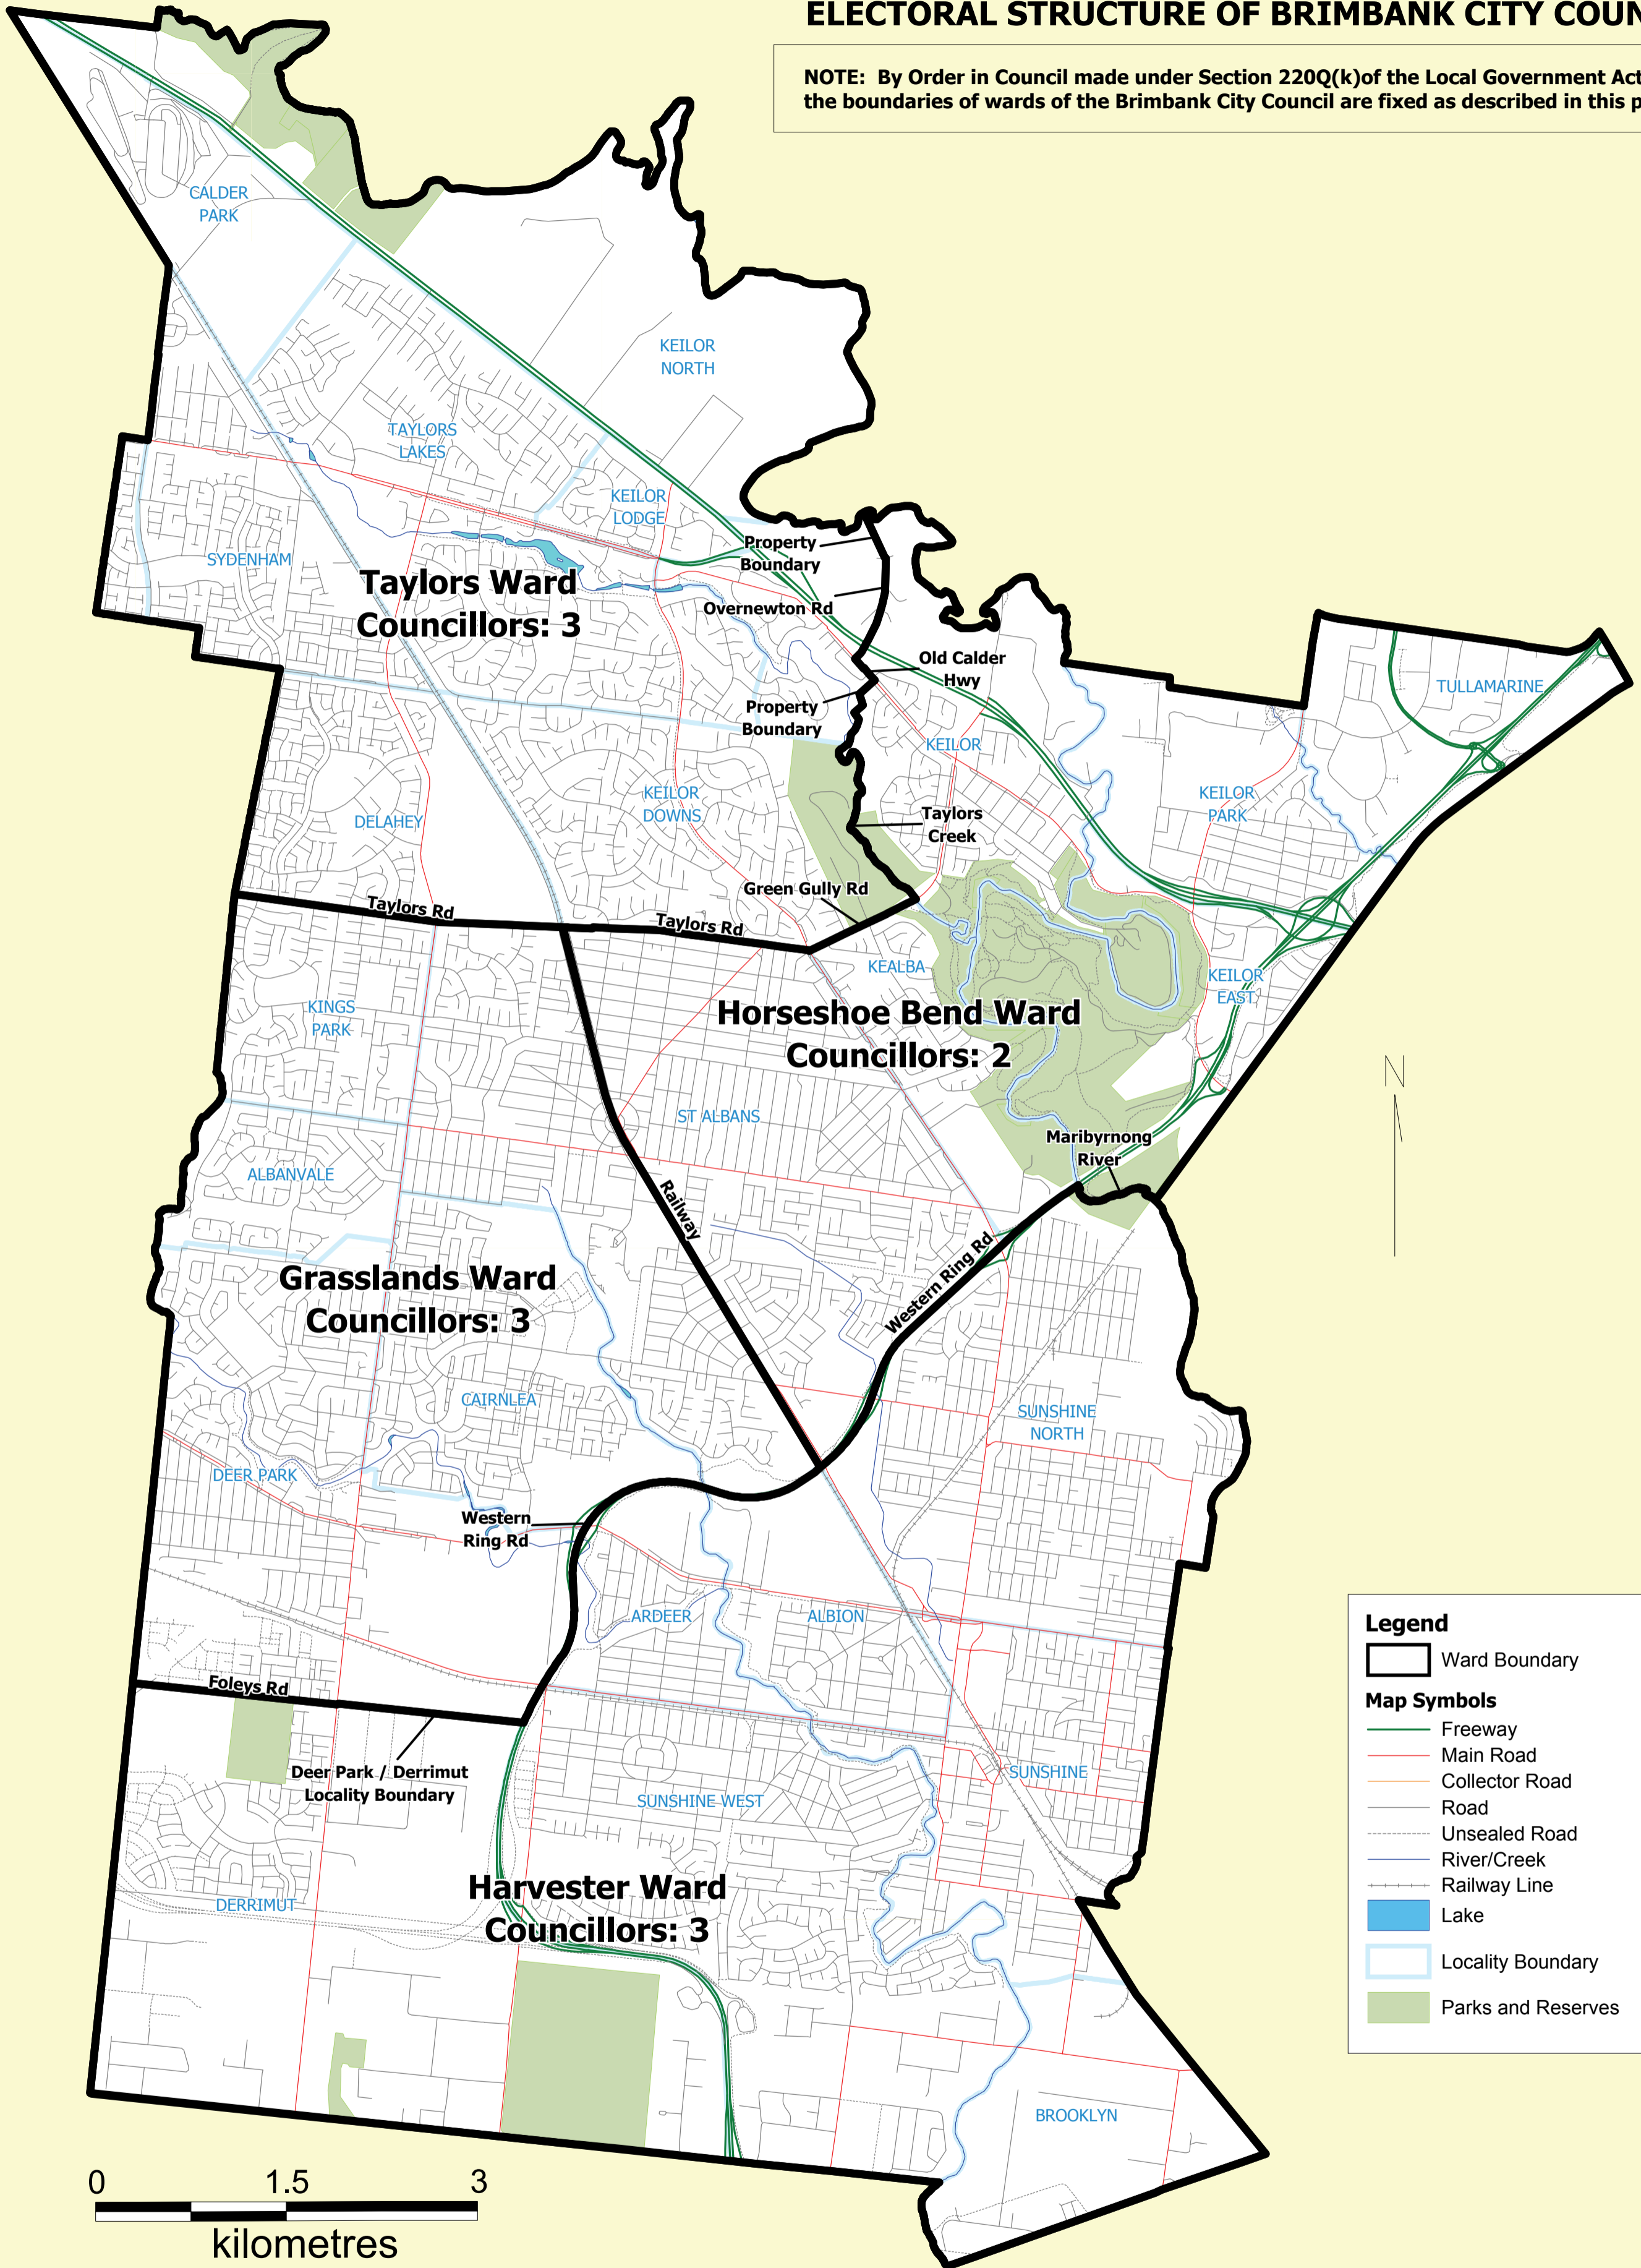 ELECTORAL STRUCTURE OF BRIMBANK CITY
NOTE: By Order in Council made under Section 220Q(k)of the Local Government Act
the boundaries of wards of the Brimbank City Council are fixed as described in this
CALDER
PARK
KEILOR
NORTH
TAYLORS
LAKES
KEILOR
LODGE
Property
Boundary
SYDENHAM
Taylors Ward
Councillors: 3
Overnewton Rd
Old Calder
Hwy
TULLAMARINE
Property
Boundary
KEILOR
KEILOR
DOWNS
KEILOR
PARK
DELAHEY
Taylors
Creek
Green Gully Rd
Taylors Rd
Taylors Rd
KEALBA
KEILOR
EAST
KINGS
PARK
Horseshoe Bend Ward
Councillors: 2
N
ST ALBANS
Maribyrnong
River
ALBANVALE
Railway
Western Ring Rd
Grasslands Ward
Councillors: 3
CAIRNLEA
SUNSHINE
NORTH
DEER PARK
Western
Ring Rd
ARDEER
ALBION
Foleys Rd
Deer Park / Derrimut
Locality Boundary
SUNSHINE
SUNSHINE WEST
Harvester Ward
Councillors: 3
DERRIMUT
BROOKLYN
Legend
Ward Boundary
Map Symbols
Freeway
Main Road
Collector Road
Road
Unsealed Road
River/Creek
Railway Line
Lake
Locality Boundary
Parks and Reserves
0 1.5 3
kilometres